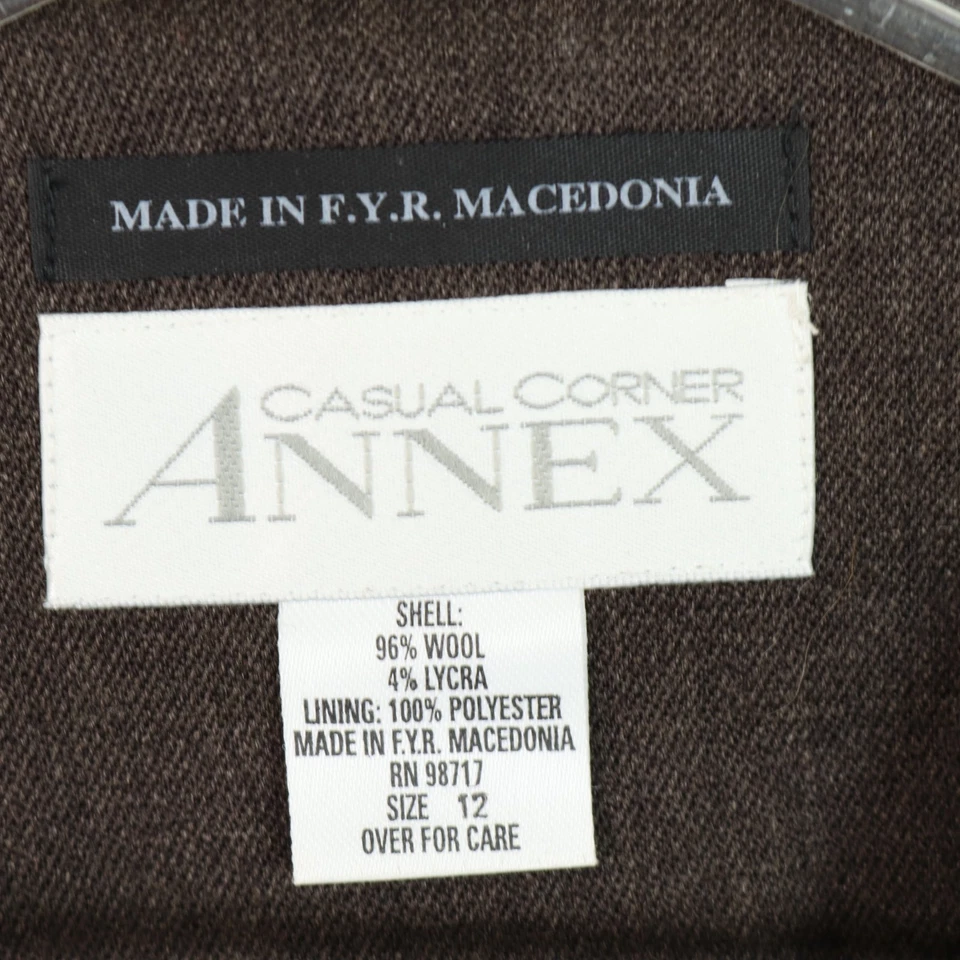 MADE IN F.Y.R. MACEDONIA
CASUAL CORNER
ANNEX
SHELL:
96% WOOL
4% LYCRA
LINING: 100% POLYESTER
MADE IN F.Y.R. MACEDONIA
RN 98717
SIZE 12
OVER FOR CARE